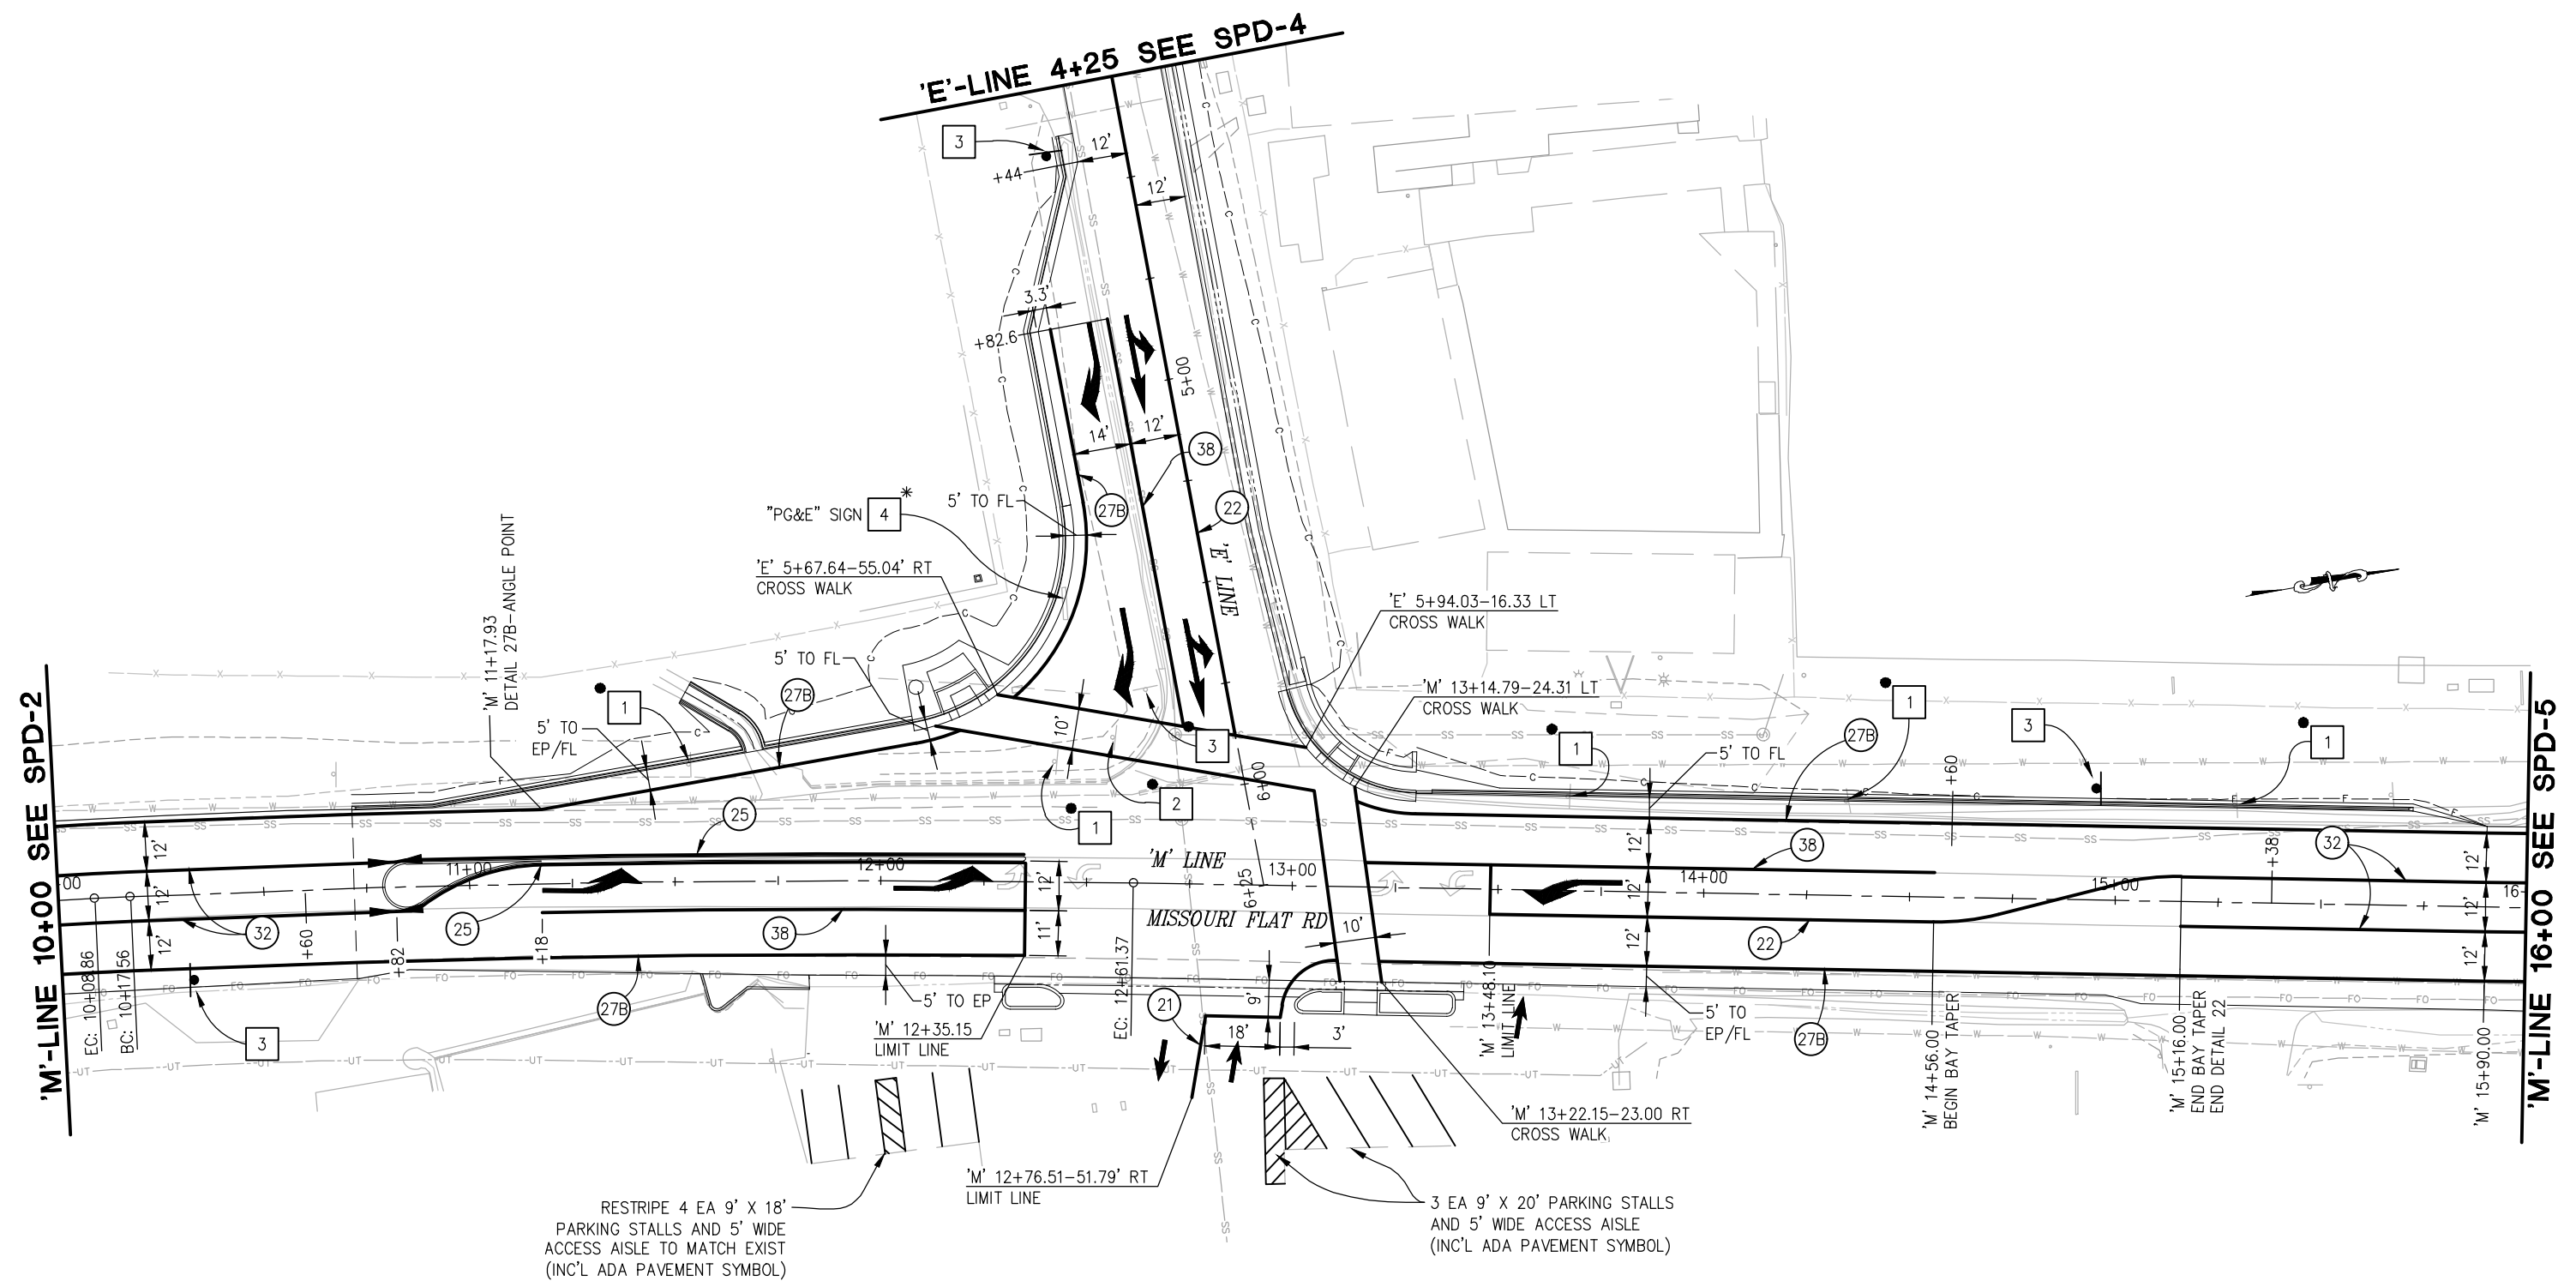 'E'-LINE 4+25 SEE SPD-4
3
+44
12'
12'
3.3'
+82.6
5+00
14'
12'
38
27B
22
"PG&E" SIGN
4
*
5' TO FL
'E' LINE
'E' 5+67.64-55.04' RT
CROSS WALK
'E' 5+94.03-16.33 LT
CROSS WALK
'M' 11+17.93
DETAIL 27B-ANGLE POINT
5' TO FL
27B
1
5' TO
EP/FL
10'
3
2
1
6+00
'M' 13+14.79-24.31 LT
CROSS WALK
1
5' TO FL
27B
1
3
+60
1
'M'-LINE 10+00 SEE SPD-2
'M'-LINE 16+00 SEE SPD-5
12'
12'
12'
00
11+00
12+00
25
25
32
38
27B
+60
+82
+18
EC: 10+08.86
BC: 10+17.56
3
12'
11'
5' TO EP
'M' 12+35.15
LIMIT LINE
'M' LINE
MISSOURI FLAT RD
13+00
6+25
EC: 12+61.37
10'
9'
21
18'
3'
38
14+00
15+00
16
+38
32
12'
12'
12'
22
27B
5' TO
EP/FL
12'
12'
12'
'M' 13+48.10
LIMIT LINE
'M' 14+56.00
BEGIN BAY TAPER
'M' 15+16.00
END BAY TAPER
END DETAIL 22
'M' 15+90.00
'M' 13+22.15-23.00 RT
CROSS WALK
'M' 12+76.51-51.79' RT
LIMIT LINE
RESTRIPE 4 EA 9' X 18'
PARKING STALLS AND 5' WIDE
ACCESS AISLE TO MATCH EXIST
(INC'L ADA PAVEMENT SYMBOL)
3 EA 9' X 20' PARKING STALLS
AND 5' WIDE ACCESS AISLE
(INC'L ADA PAVEMENT SYMBOL)